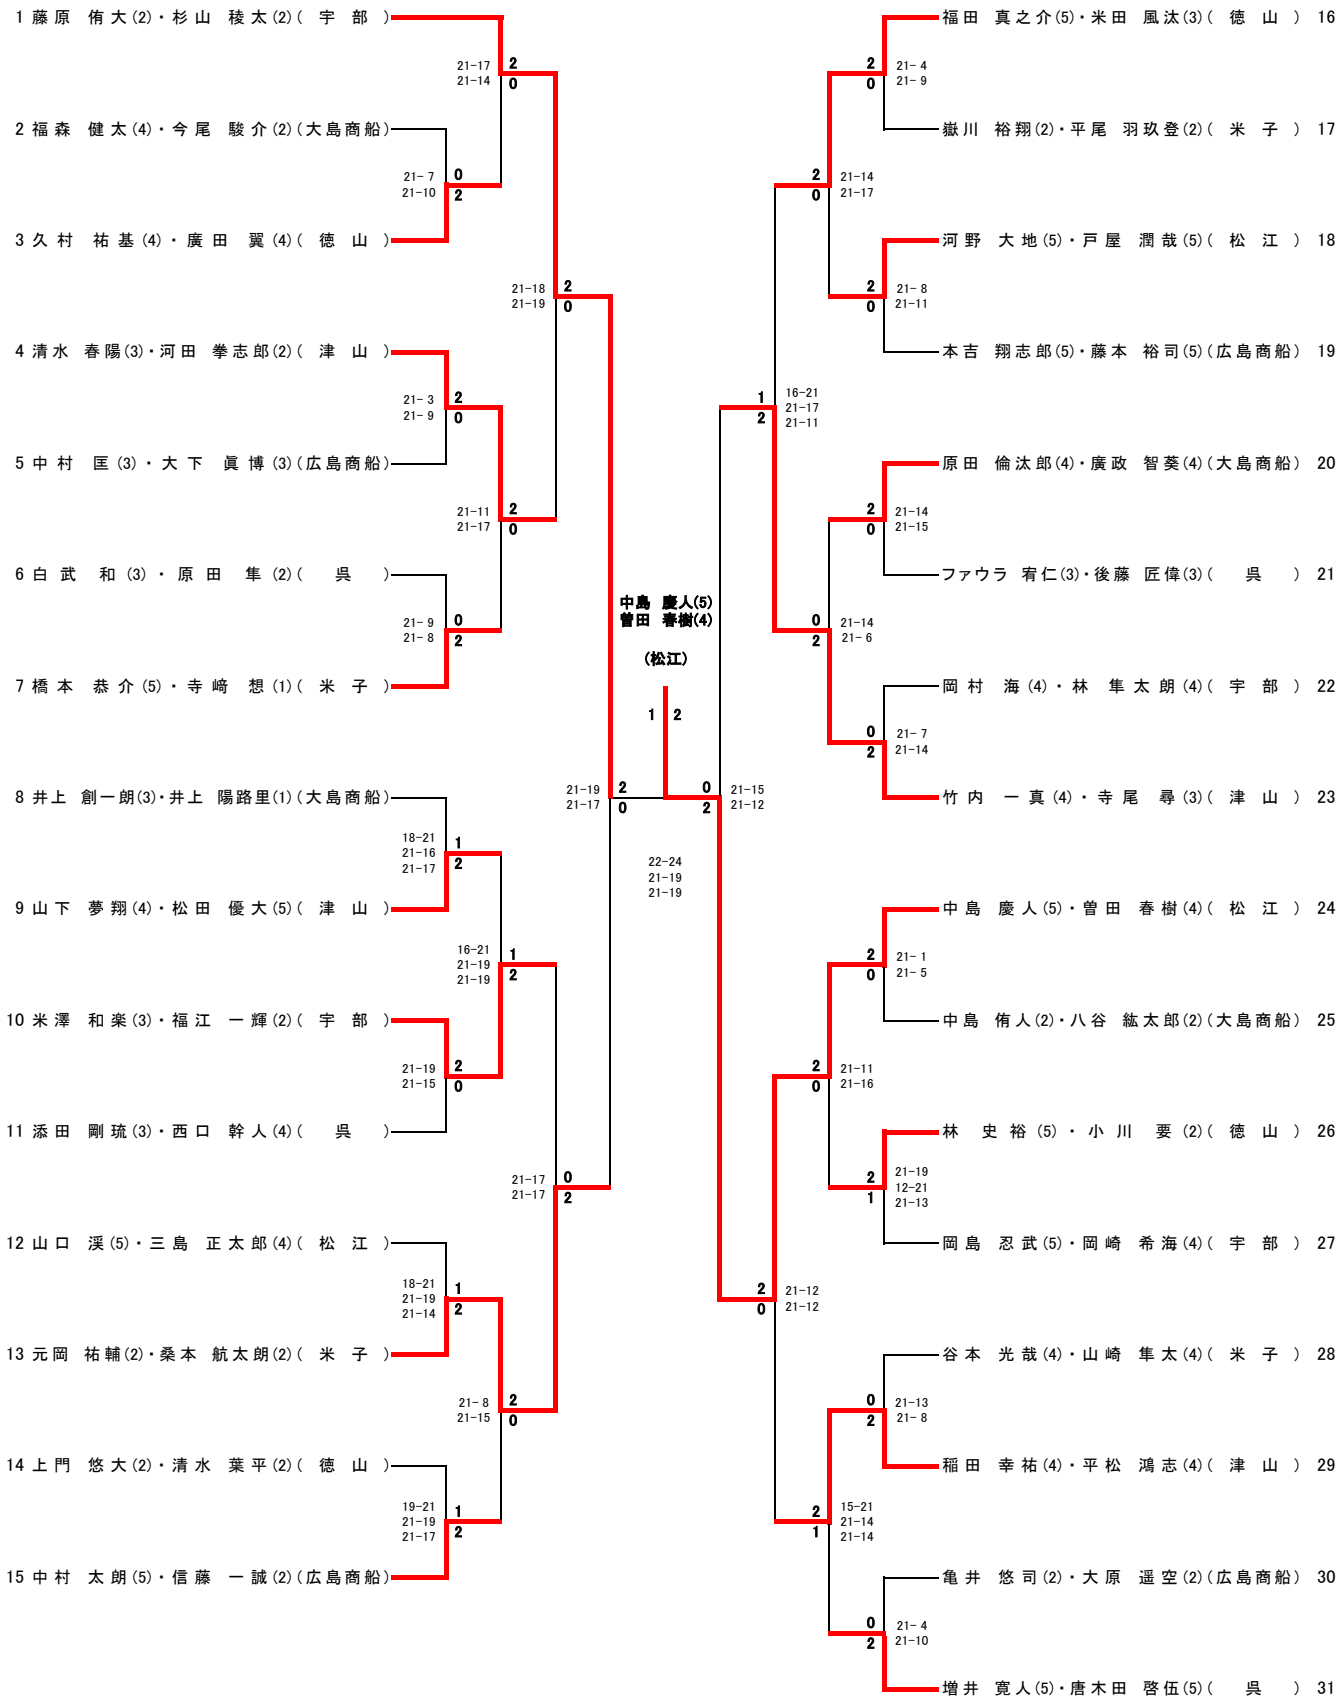 1 藤原 侑大(2)・杉山 稜太(2)( 宇部 )
21-17 2
21-14 0
2 福森 健太(4)・今尾 駿介(2)(大島商船)
21- 7 0
21-10 2
3 久村 祐基(4)・廣田 翼(4)( 徳山 )
21-18 2
21-19 0
4 清水 春陽(3)・河田 拳志郎(2)( 津山 )
21- 3 2
21- 9 0
5 中村 匡(3)・大下 眞博(3)(広島商船)
21-11 2
21-17 0
6 白武 和(3)・原田 隼(2)( 呉 )
21- 9 0
21- 8 2
7 橋本 恭介(5)・寺﨑 想(1)( 米子 )
21-19 2
21-17 0
8 井上 創一朗(3)・井上 陽路里(1)(大島商船)
18-21 1
21-16
21-17 2
9 山下 夢翔(4)・松田 優大(5)( 津山 )
16-21 1
21-19
21-19 2
10 米澤 和楽(3)・福江 一輝(2)( 宇部 )
21-19 2
21-15 0
11 添田 剛琉(3)・西口 幹人(4)( 呉 )
21-17 0
21-17 2
12 山口 渓(5)・三島 正太郎(4)( 松江 )
18-21 1
21-19
21-14 2
13 元岡 祐輔(2)・桑本 航太朗(2)( 米子 )
21- 8 2
21-15 0
14 上門 悠大(2)・清水 葉平(2)( 徳山 )
19-21 1
21-19
21-17 2
15 中村 太朗(5)・信藤 一誠(2)(広島商船)
中島 慶人(5)
曽田 春樹(4)
(松江)
1 2
22-24
21-19
21-19
福田 真之介(5)・米田 風汰(3)( 徳山 ) 16
2 21- 4
0 21- 9
嶽川 裕翔(2)・平尾 羽玖登(2)( 米子 ) 17
2 21-14
0 21-17
河野 大地(5)・戸屋 潤哉(5)( 松江 ) 18
2 21- 8
0 21-11
本吉 翔志郎(5)・藤本 裕司(5)(広島商船) 19
1 16-21
21-17
2 21-11
原田 倫汰郎(4)・廣政 智葵(4)(大島商船) 20
2 21-14
0 21-15
ファウラ 宥仁(3)・後藤 匠偉(3)( 呉 ) 21
0 21-14
2 21- 6
岡村 海(4)・林 隼太朗(4)( 宇部 ) 22
0 21- 7
2 21-14
竹内 一真(4)・寺尾 尋(3)( 津山 ) 23
0 21-15
2 21-12
中島 慶人(5)・曽田 春樹(4)( 松江 ) 24
2 21- 1
0 21- 5
中島 侑人(2)・八谷 紘太郎(2)(大島商船) 25
2 21-11
0 21-16
林 史裕(5)・小川 要(2)( 徳山 ) 26
2 21-19
12-21
1 21-13
岡島 忍武(5)・岡崎 希海(4)( 宇部 ) 27
2 21-12
0 21-12
谷本 光哉(4)・山崎 隼太(4)( 米子 ) 28
0 21-13
2 21- 8
稲田 幸祐(4)・平松 鴻志(4)( 津山 ) 29
2 15-21
21-14
1 21-14
亀井 悠司(2)・大原 遥空(2)(広島商船) 30
0 21- 4
2 21-10
増井 寛人(5)・唐木田 啓伍(5)( 呉 ) 31